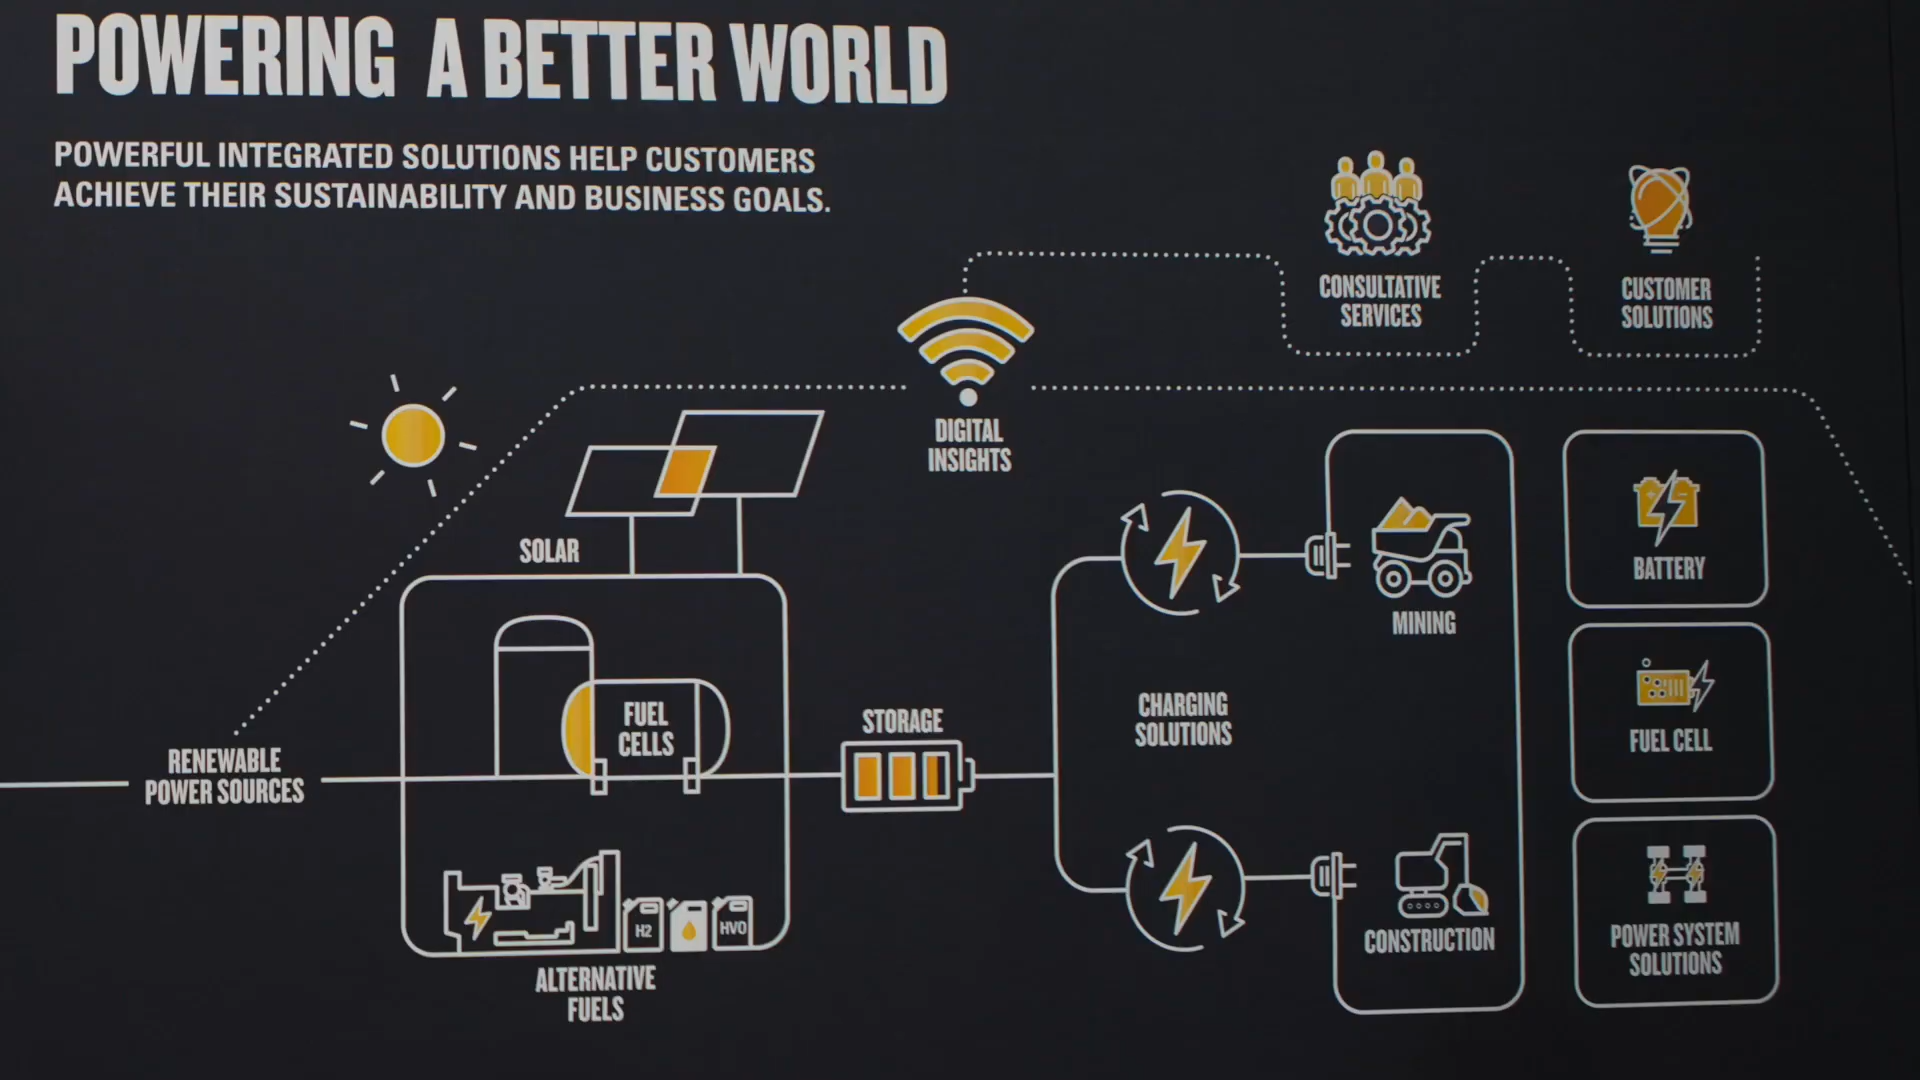 POWERING A BETTER WORLD
POWERFUL INTEGRATED SOLUTIONS HELP CUSTOMERS
ACHIEVE THEIR SUSTAINABILITY AND BUSINESS GOALS.
CONSULTATIVE
SERVICES
CUSTOMER
SOLUTIONS
DIGITAL
INSIGHTS
SOLAR
BATTERY
MINING
FUEL
CELLS
STORAGE
CHARGING
SOLUTIONS
FUEL CELL
RENEWABLE
POWER SOURCES
H2
HVO
CONSTRUCTION
POWER SYSTEM
SOLUTIONS
ALTERNATIVE
FUELS